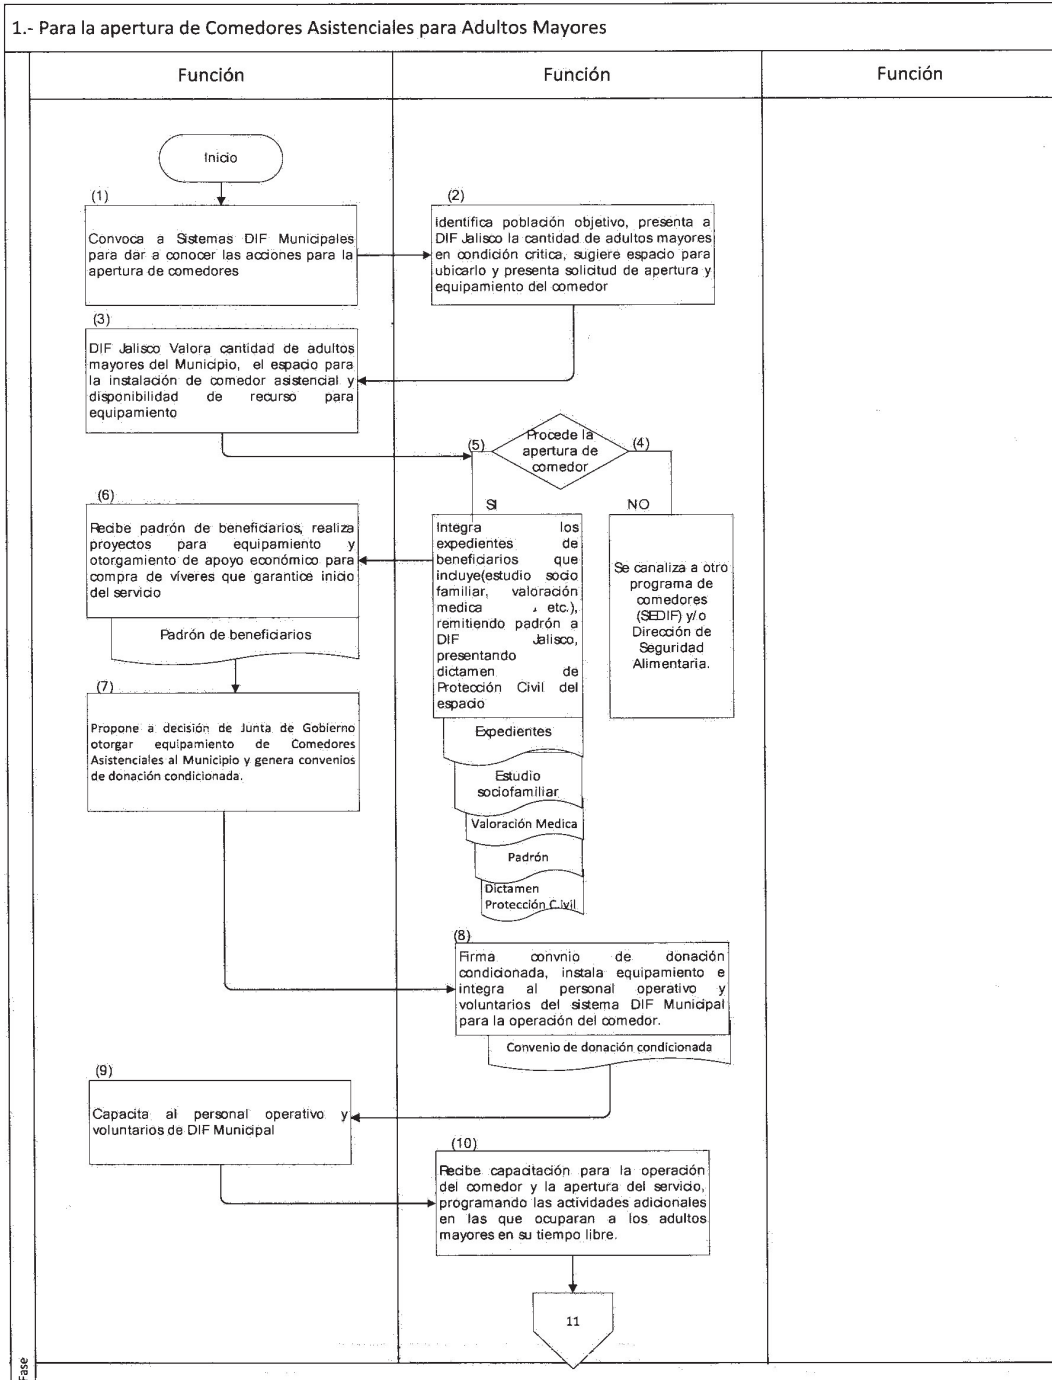 1.- Para la apertura de Comedores Asistenciales para Adultos Mayores
Función
Función
Función
Inicio
(1)
Convoca a Sistemas DIF Municipales
para dar a conocer las acciones para la
apertura de comedores
(2)
Identifica población objetivo, presenta a
DIF Jalisco la cantidad de adultos mayores
en condición critica, sugiere espacio para
ubicarlo y presenta solicitud de apertura y
equipamiento del comedor
(3)
DIF Jalisco Valora cantidad de adultos
mayores del Municipio, el espacio para
la instalación de comedor asistencial y
disponibilidad de recurso para
equipamiento
Procede la
apertura de
comedor
(5)
(4)
SI
NO
Integra los
expedientes de
beneficiarios que
incluye(estudio socio
familiar, valoración
medica , etc.),
remitiendo padrón a
DIF Jalisco,
presentando
dictamen de
Protección Civil del
espacio
Se canaliza a otro
programa de
comedores
(SEDIF) y/o
Dirección de
Seguridad
Alimentaria.
(6)
Recibe padrón de beneficiarios, realiza
proyectos para equipamiento y
otorgamiento de apoyo económico para
compra de víveres que garantice inicio
del servicio
Padrón de beneficiarios
(7)
Propone a decisión de Junta de Gobierno
otorgar equipamiento de Comedores
Asistenciales al Municipio y genera convenios
de donación condicionada.
Expedientes
Estudio
sociofamiliar
Valoración Medica
Padrón
Dictamen
Protección Civil
(8)
Firma convnio de donación
condicionada, instala equipamiento e
integra al personal operativo y
voluntarios del sistema DIF Municipal
para la operación del comedor.
Convenio de donación condicionada
(9)
Capacita al personal operativo y
voluntarios de DIF Municipal
(10)
Recibe capacitación para la operación
del comedor y la apertura del servicio,
programando las actividades adicionales
en las que ocuparan a los adultos
mayores en su tiempo libre.
11
Fase